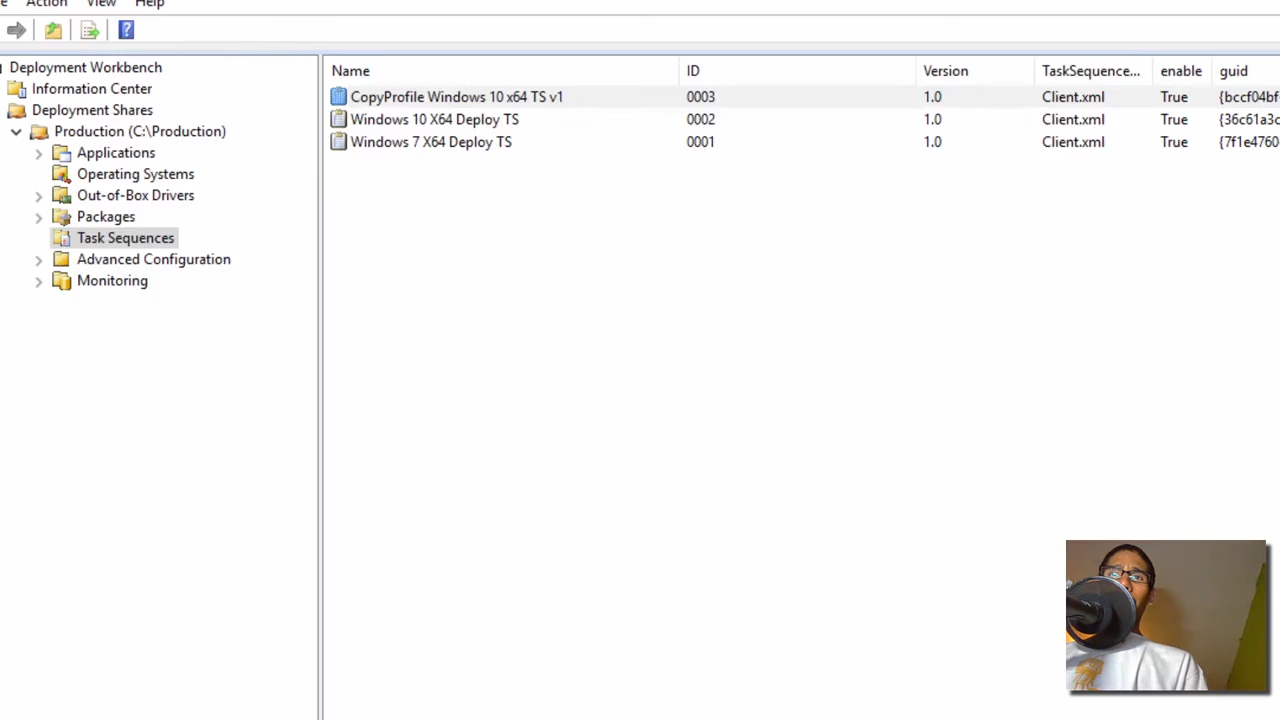 Action View Help
Deployment Workbench
Information Center
Deployment Shares
Production (C:\Production)
Applications
Operating Systems
Out-of-Box Drivers
Packages
Task Sequences
Advanced Configuration
Monitoring
Name ID Version TaskSequence... enable guid
CopyProfile Windows 10 x64 TS v1 0003 1.0 Client.xml True {bccf04bf
Windows 10 X64 Deploy TS 0002 1.0 Client.xml True {36c61a3c
Windows 7 X64 Deploy TS 0001 1.0 Client.xml True {7f1e4760